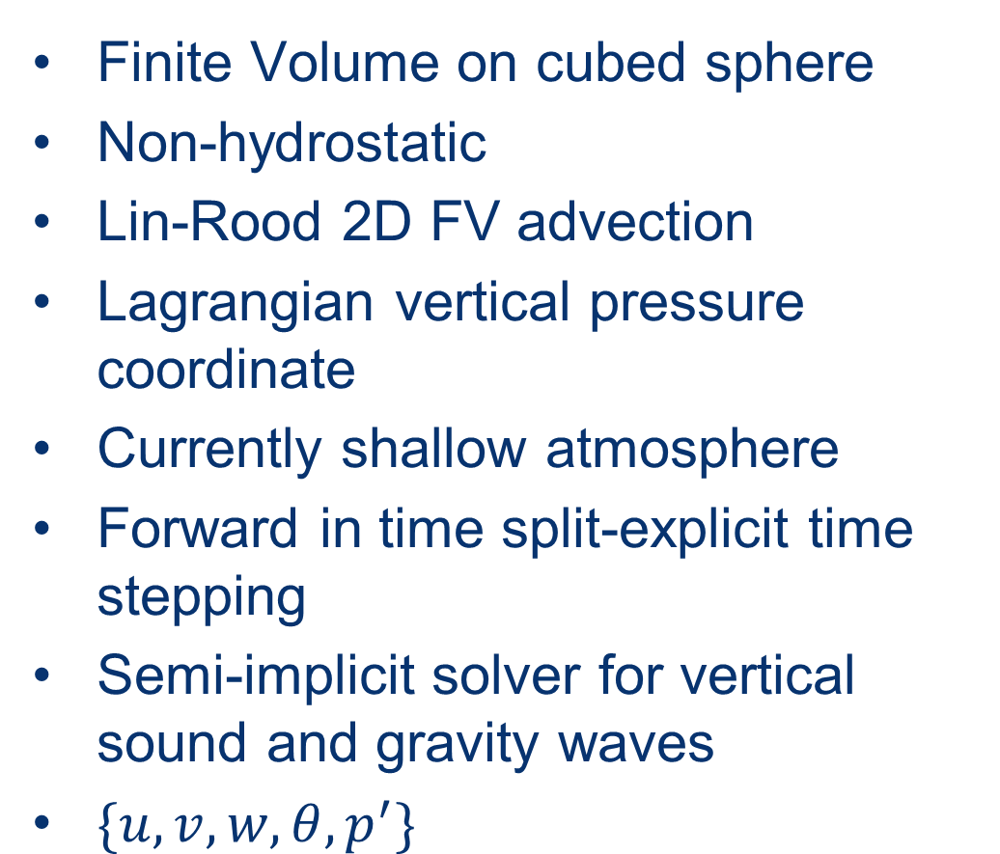 • Finite Volume on cubed sphere
• Non-hydrostatic
• Lin-Rood 2D FV advection
• Lagrangian vertical pressure
coordinate
• Currently shallow atmosphere
• Forward in time split-explicit time
stepping
• Semi-implicit solver for vertical
sound and gravity waves
• {𝑢, 𝑣, 𝑤, 𝜃, 𝑝′}